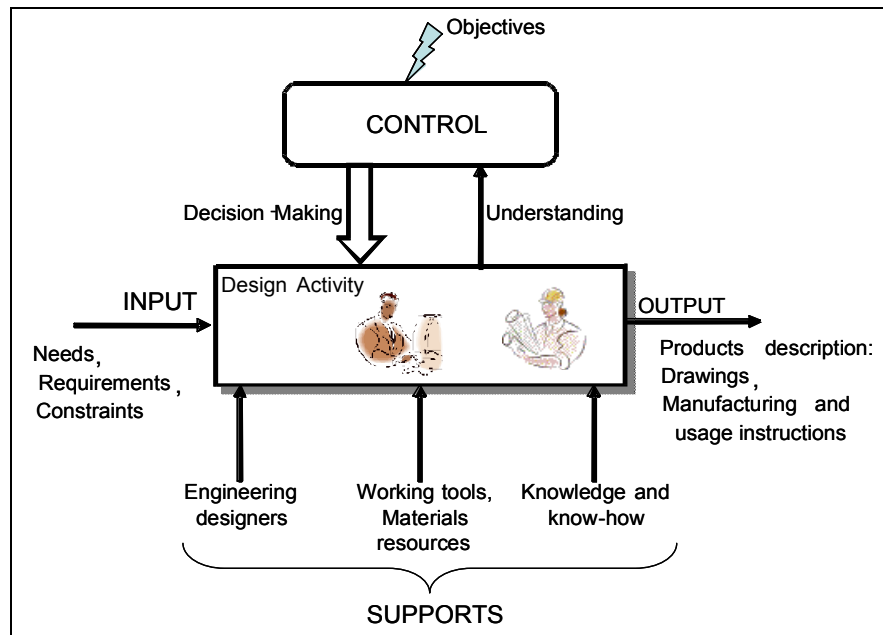 Objectives
CONTROL
Decision-Making
Understanding
Design Activity
INPUT
OUTPUT
Needs,
Requirements,
Constraints
Products description:
Drawings,
Manufacturing and
usage instructions
Engineering
designers
Working tools,
Materials
resources
Knowledge and
know-how
SUPPORTS